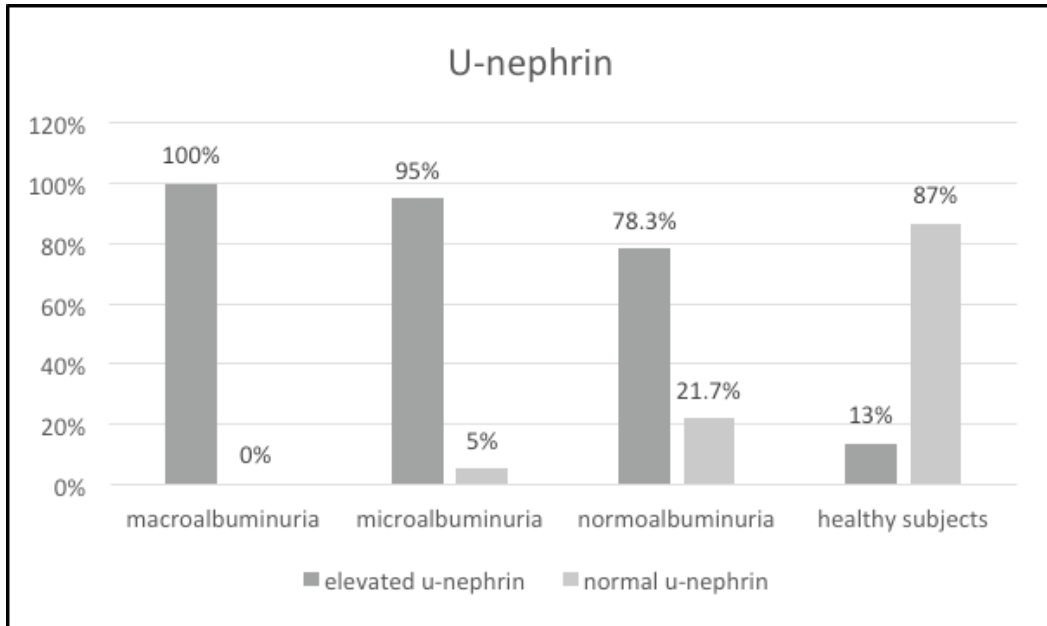 U-nephrin
120%
100%
80%
60%
40%
20%
0%
100%
0%
95%
5%
78.3%
21.7%
13%
87%
macroalbuminuria
microalbuminuria
normoalbuminuria
healthy subjects
elevated u-nephrin
normal u-nephrin